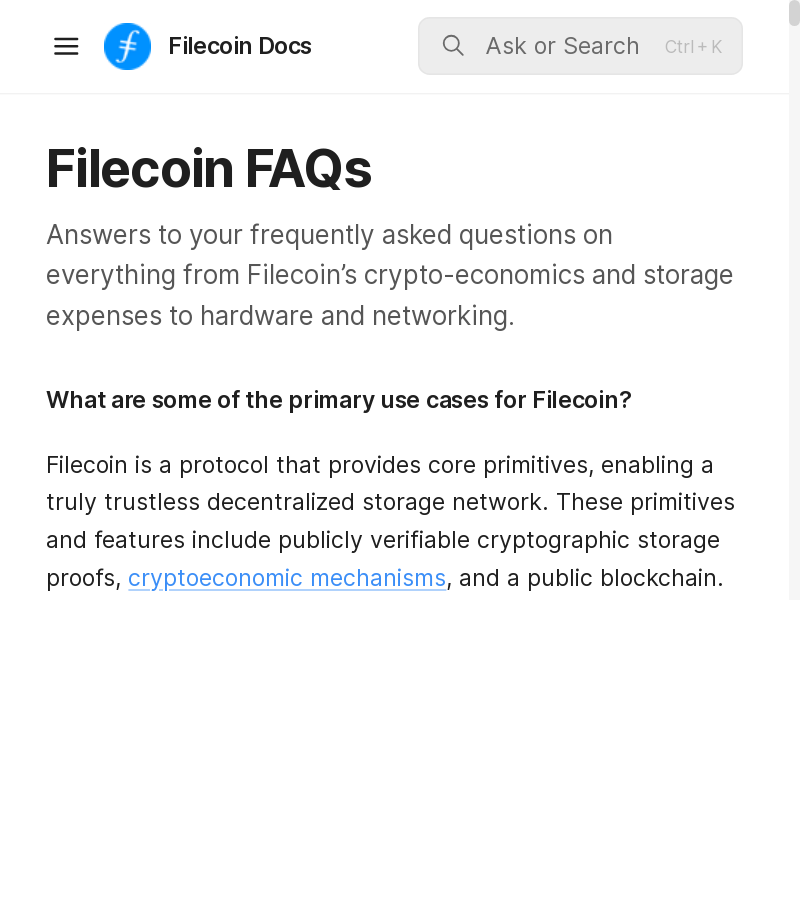 Filecoin Docs
Ask or Search
Ctrl + K
Filecoin FAQs
Answers to your frequently asked questions on
everything from Filecoin’s crypto-economics and storage
expenses to hardware and networking.
What are some of the primary use cases for Filecoin?
Filecoin is a protocol that provides core primitives, enabling a
truly trustless decentralized storage network. These primitives
and features include publicly verifiable cryptographic storage
proofs, cryptoeconomic mechanisms, and a public blockchain.